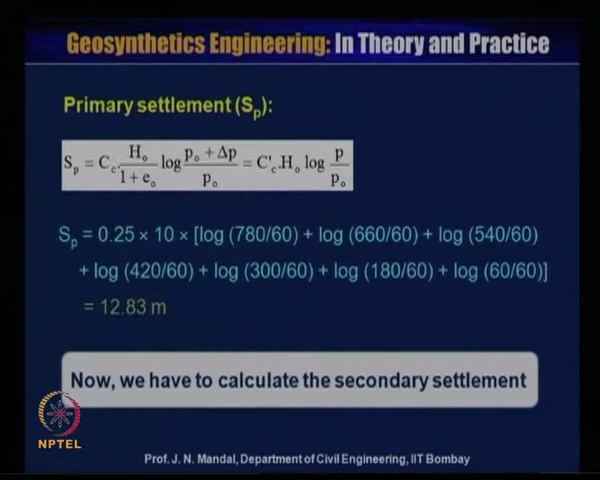 Geosynthetics Engineering: In Theory and Practice
Primary settlement (Sp):
Sp = Cc Ho / 1 + eo log po + Δp / po = C'c.Ho log p / po
Sp = 0.25 × 10 × [log (780/60) + log (660/60) + log (540/60)
+ log (420/60) + log (300/60) + log (180/60) + log (60/60)]
= 12.83 m
Now, we have to calculate the secondary settlement
NPTEL
Prof. J. N. Mandal, Department of Civil Engineering, IIT Bombay